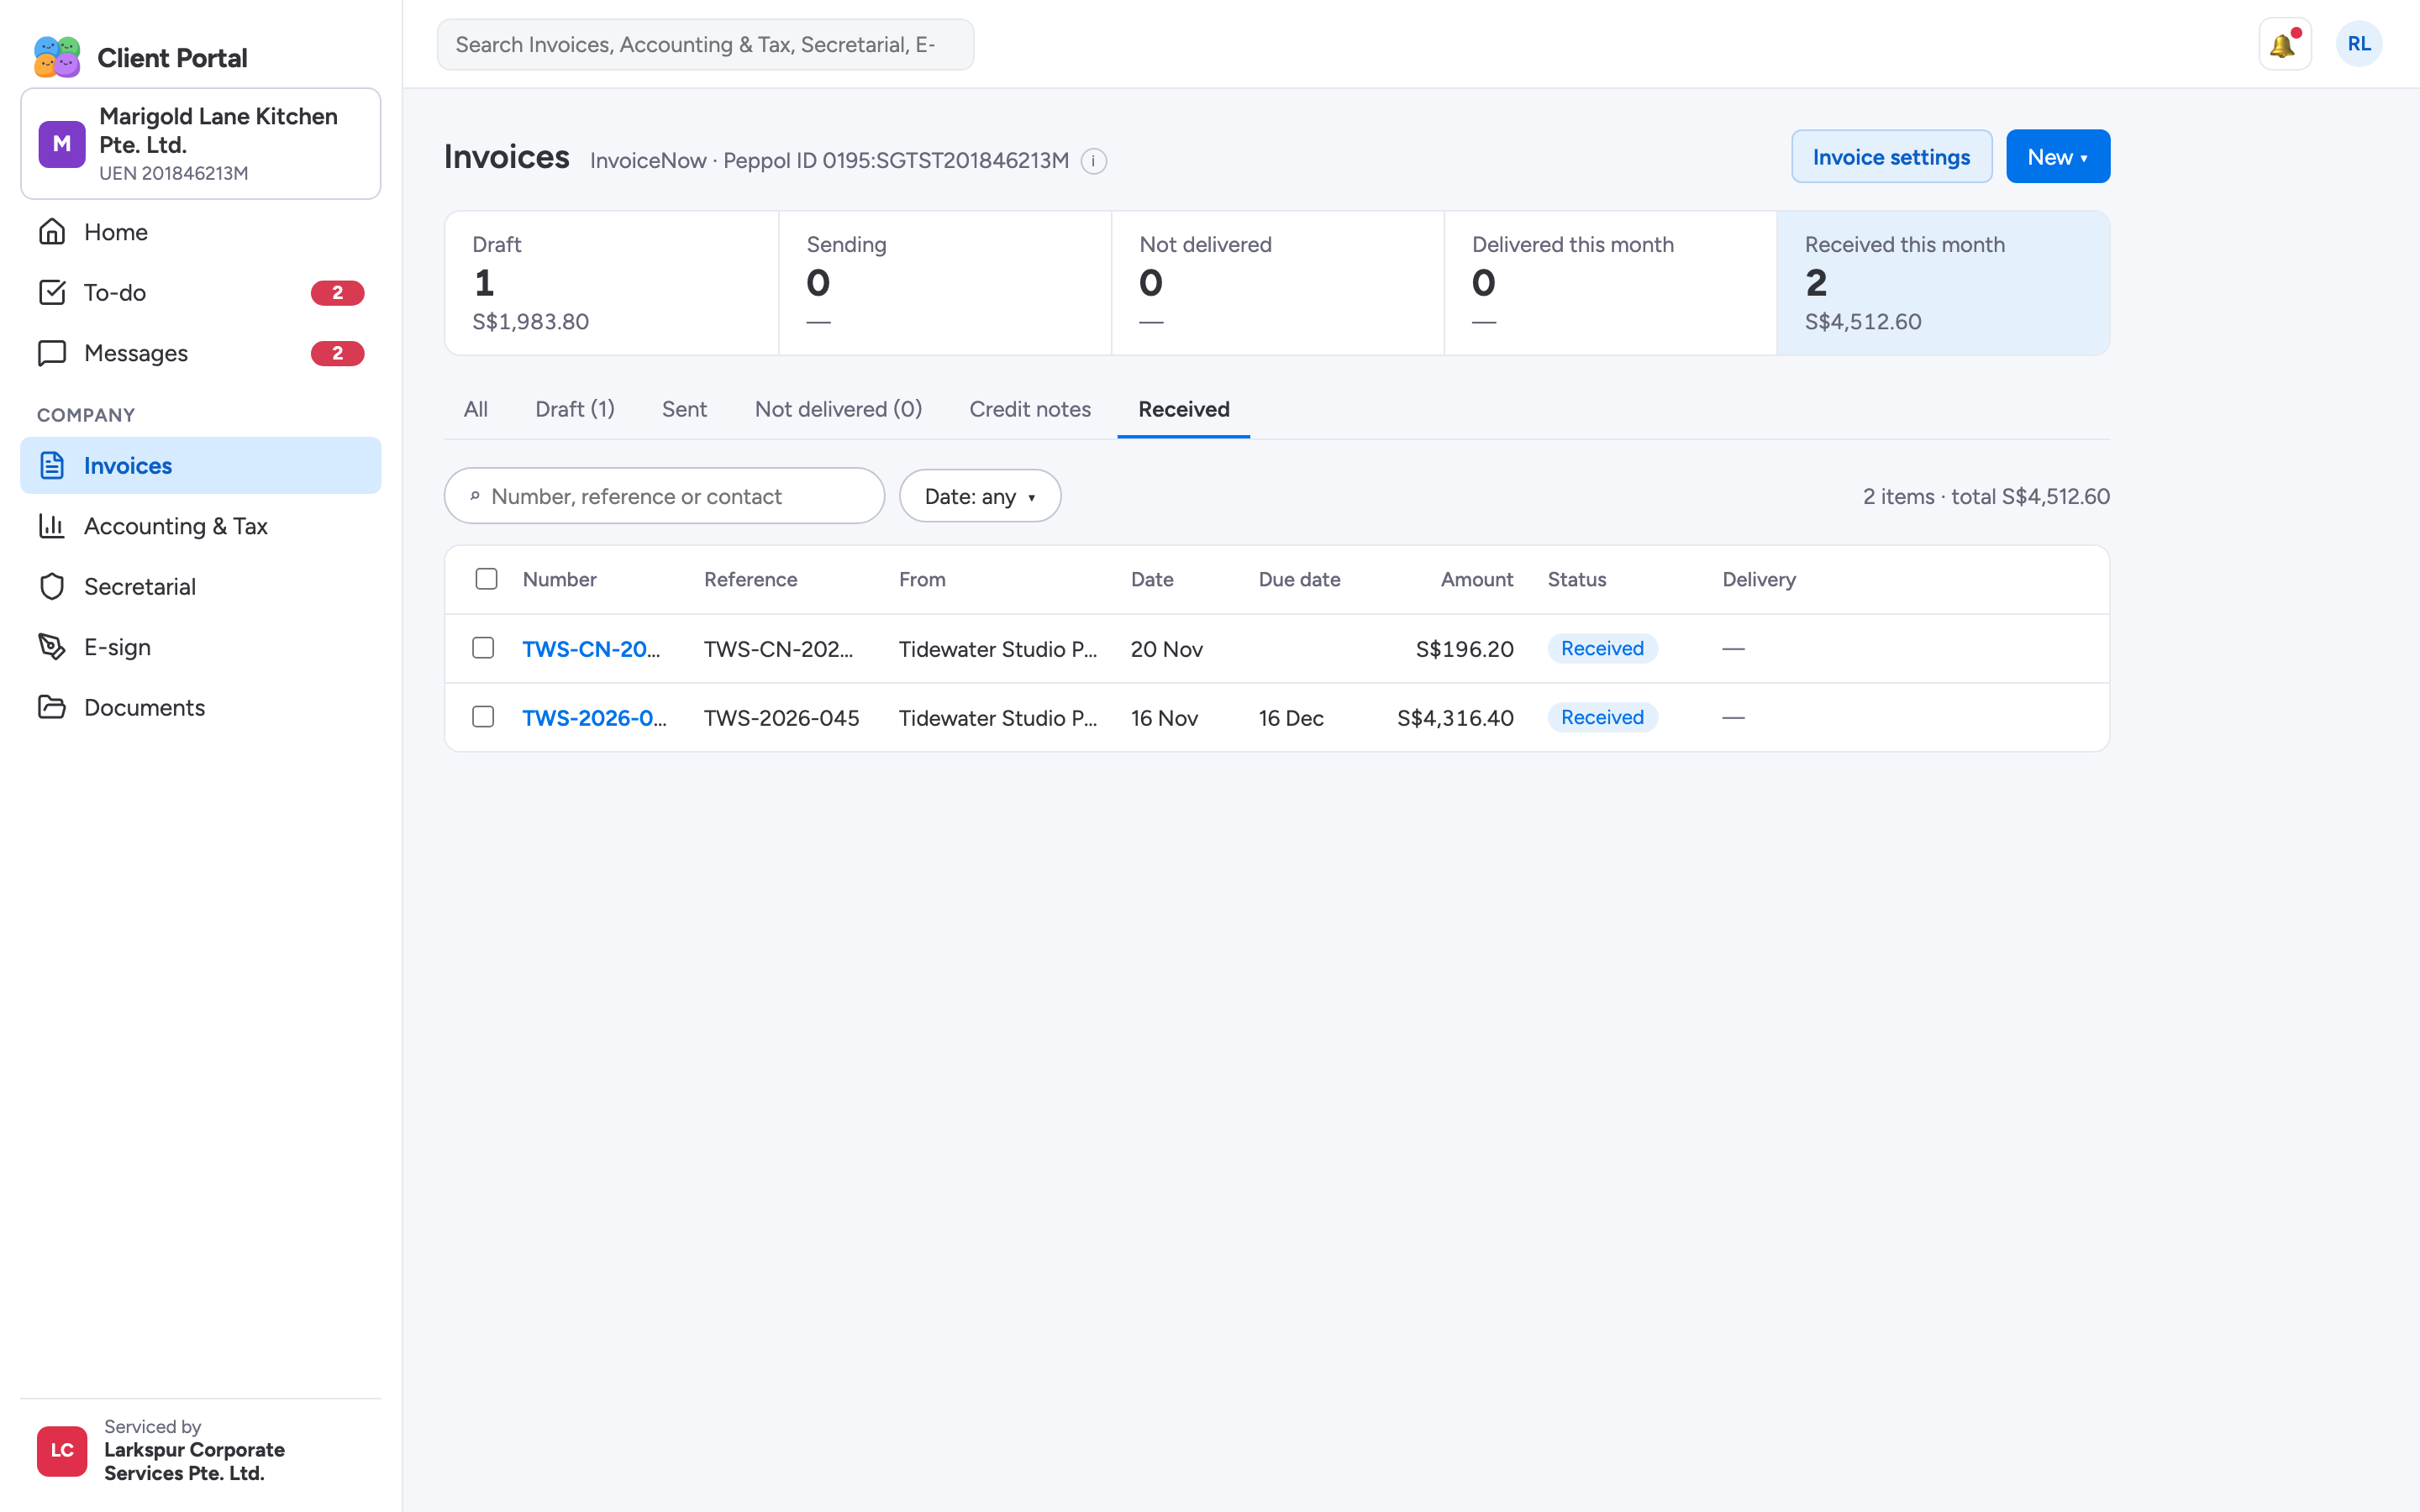 Client Portal
M
Marigold Lane Kitchen
Pte. Ltd.
UEN 201846213M
Home
To-do 2
Messages 2
COMPANY
Invoices
Accounting & Tax
Secretarial
E-sign
Documents
LC
Serviced by
Larkspur Corporate
Services Pte. Ltd.
Search Invoices, Accounting & Tax, Secretarial, E-
RL
Invoices InvoiceNow · Peppol ID 0195:SGTST201846213M i
Invoice settings New ▾
Draft Sending Not delivered Delivered this month Received this month
1 0 0 0 2
S$1,983.80 — — — S$4,512.60
All Draft (1) Sent Not delivered (0) Credit notes Received
Number, reference or contact Date: any ▾ 2 items · total S$4,512.60
Number Reference From Date Due date Amount Status Delivery
TWS-CN-20... TWS-CN-202... Tidewater Studio P... 20 Nov S$196.20 Received —
TWS-2026-0... TWS-2026-045 Tidewater Studio P... 16 Nov 16 Dec S$4,316.40 Received —